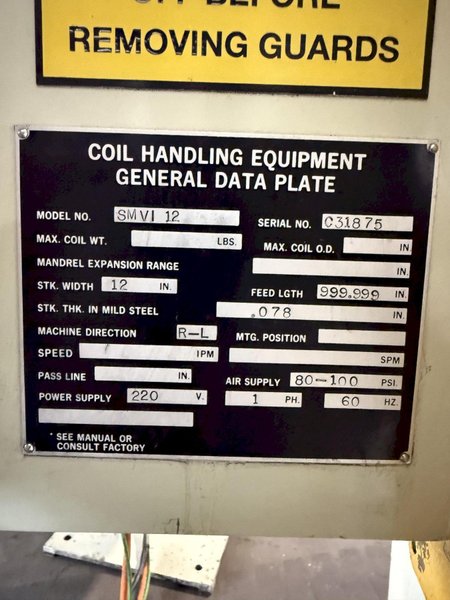 OFF BEFORE
REMOVING GUARDS
COIL HANDLING EQUIPMENT
GENERAL DATA PLATE
MODEL NO. SMVI 12 SERIAL NO. C31875
MAX. COIL WT. LBS. MAX. COIL O.D. IN.
MANDREL EXPANSION RANGE IN.
STK. WIDTH 12 IN. FEED LGTH 999.999 IN.
STK. THK. IN MILD STEEL .078 IN.
MACHINE DIRECTION R-L MTG. POSITION
SPEED IPM SPM
PASS LINE IN. AIR SUPPLY 80-100 PSI.
POWER SUPPLY 220 V. 1 PH. 60 HZ.
* SEE MANUAL OR
CONSULT FACTORY